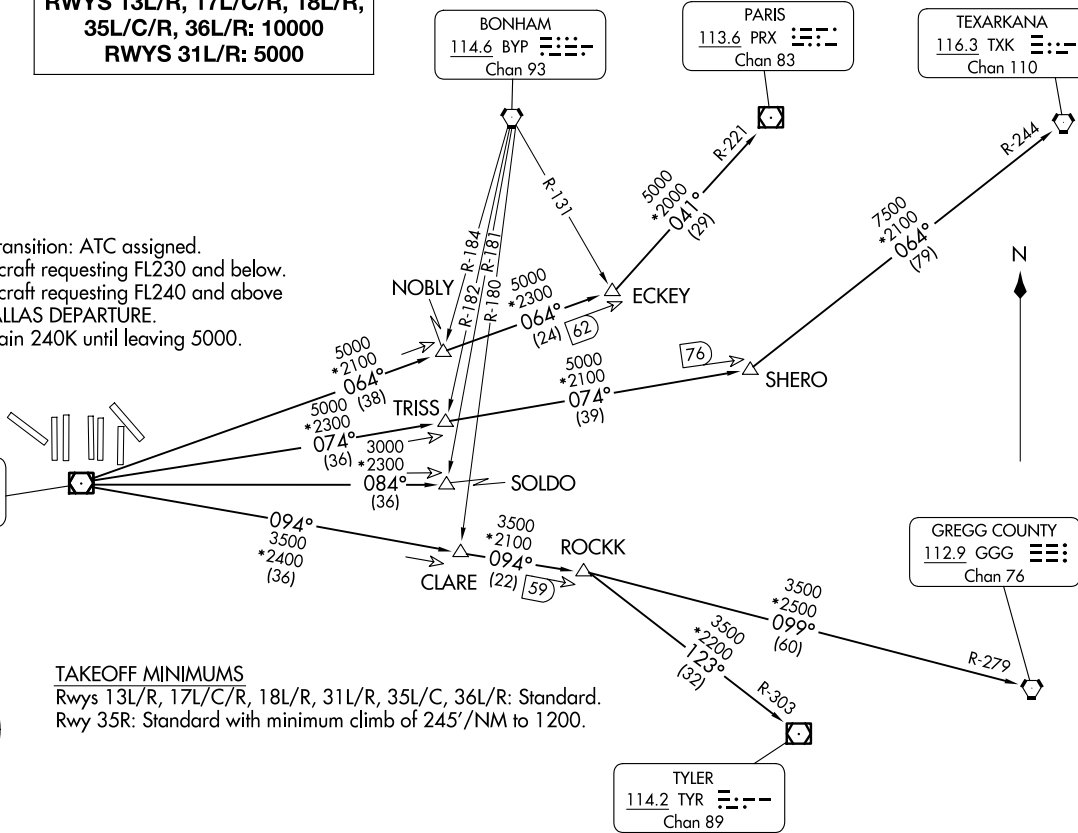 RWYS 13L/R, 17L/C/R, 18L/R,
35L/C/R, 36L/R: 10000
RWYS 31L/R: 5000
BONHAM
114.6 BYP
Chan 93
PARIS
113.6 PRX
Chan 83
TEXARKANA
116.3 TXK
Chan 110
R-221
R-244
R-131
5000
*2000
041°
(29)
7500
*2100
064°
(79)
ransition: ATC assigned.
craft requesting FL230 and below.
craft requesting FL240 and above
ALLAS DEPARTURE.
ain 240K until leaving 5000.
R-184
R-181
R-182
R-180
N
NOBLY
5000
*2300
064°
(24)
62
ECKEY
5000
*2100
064°
(38)
76
SHERO
5000
*2100
074°
(39)
TRISS
5000
*2300
074°
(36)
3000
*2300
084°
(36)
SOLDO
094°
3500
*2400
(36)
CLARE
3500
*2100
094°
(22)
59
ROCKK
GREGG COUNTY
112.9 GGG
Chan 76
3500
*2500
099°
(60)
R-279
3500
*2200
123°
(32)
R-303
TAKEOFF MINIMUMS
Rwys 13L/R, 17L/C/R, 18L/R, 31L/R, 35L/C, 36L/R: Standard.
Rwy 35R: Standard with minimum climb of 245'/NM to 1200.
TYLER
114.2 TYR
Chan 89